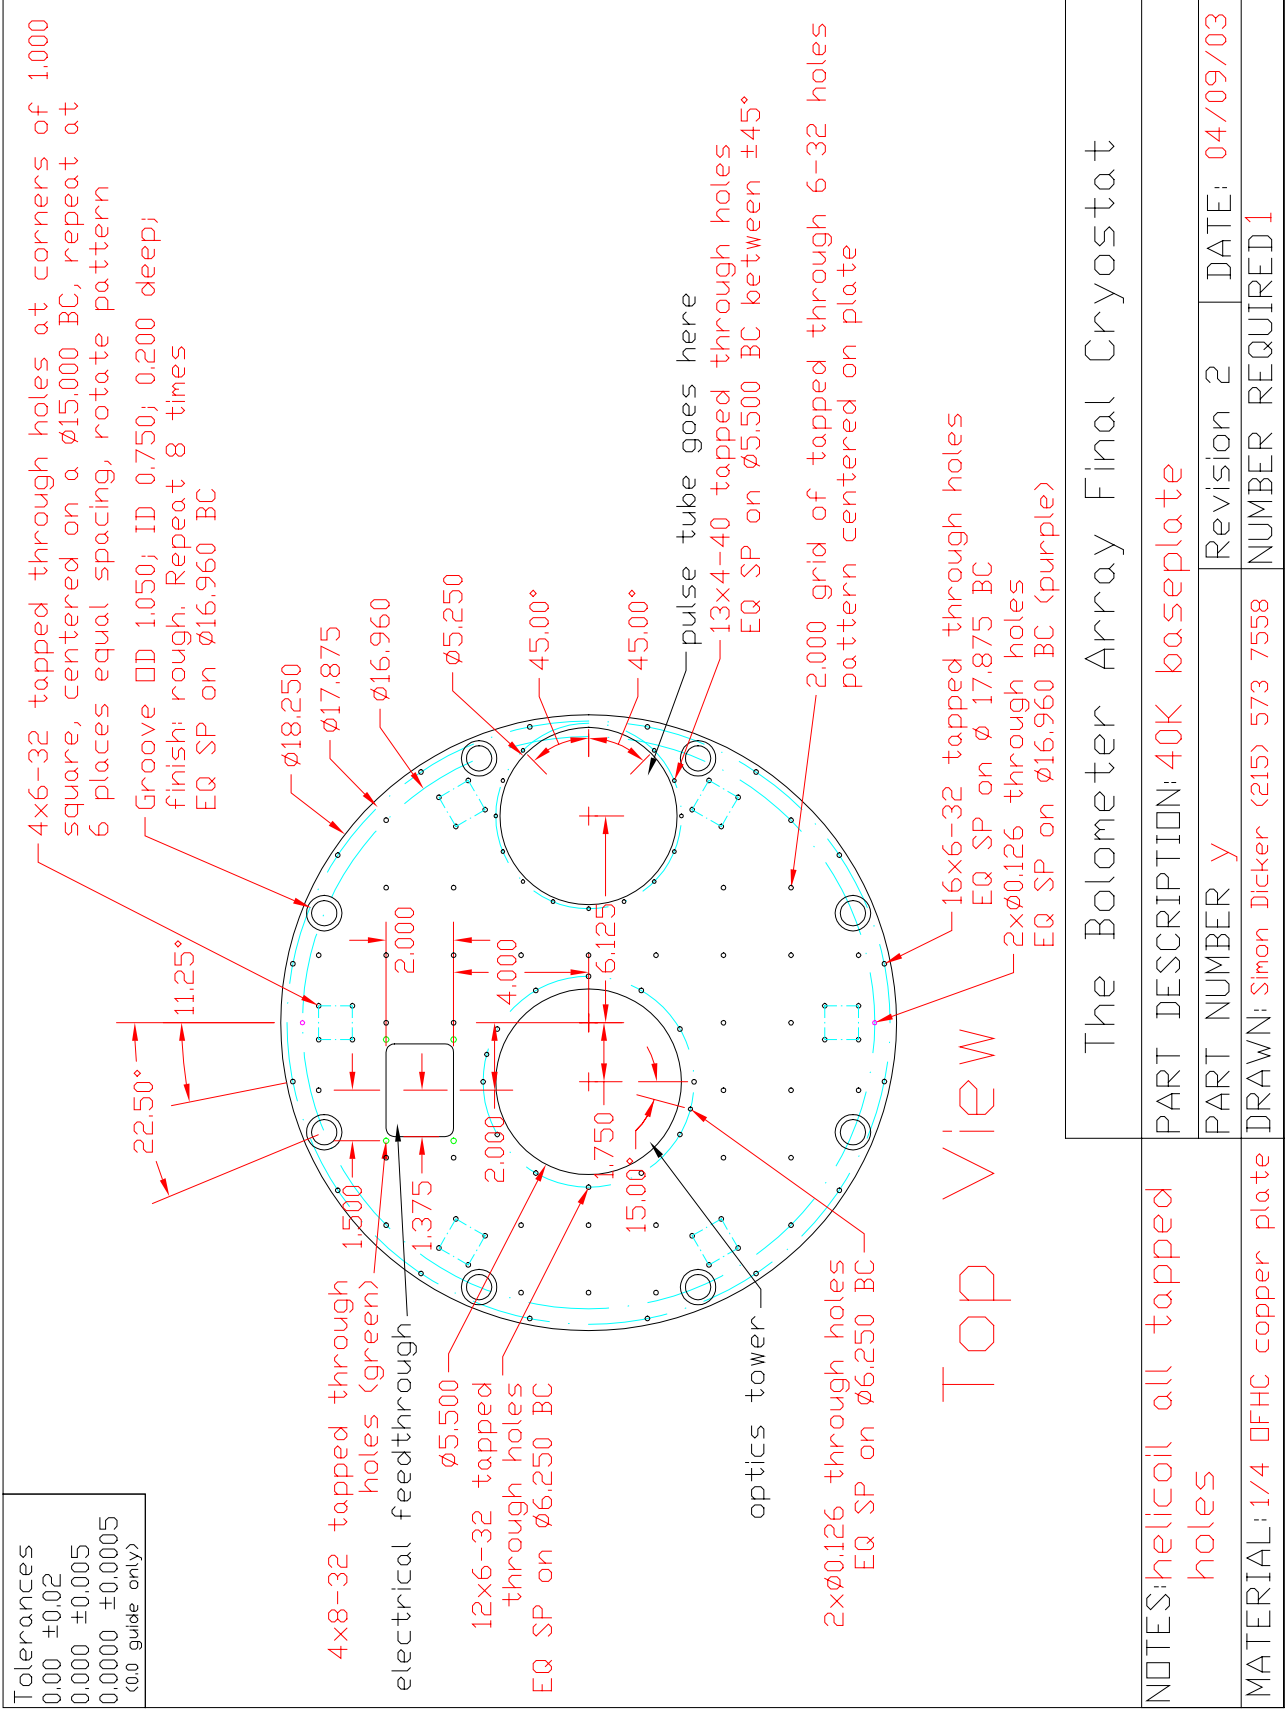 Tolerances
0.00 ±0.02
0.000 ±0.005
0.0000 ±0.0005
(0.0 guide only)
4x6-32 tapped through holes at corners of 1.000
square, centered on a ø15.000 BC, repeat at
6 places equal spacing, rotate pattern
Groove OD 1.050; ID 0.750; 0.200 deep;
finish: rough. Repeat 8 times
EQ SP on ø16.960 BC
22.50°
11.25°
ø18.250
ø17.875
ø16.960
ø5.250
45.00°
45.00°
2.000
4.000
6.125
1.500
1.375
2.000
1.750
15.00°
ø5.500
4x8-32 tapped through
holes (green)
electrical feedthrough
12x6-32 tapped
through holes
EQ SP on ø6.250 BC
optics tower
2xø0.126 through holes
EQ SP on ø6.250 BC
pulse tube goes here
13x4-40 tapped through holes
EQ SP on ø5.500 BC between ±45°
2.000 grid of tapped through 6-32 holes
pattern centered on plate
16x6-32 tapped through holes
EQ SP on ø 17.875 BC
2xø0.126 through holes
EQ SP on ø16.960 BC (purple)
Top View
The Bolometer Array Final Cryostat
NOTES: helicoil all tapped
holes
PART DESCRIPTION: 40K baseplate
PART NUMBER y
Revision 2
DATE: 04/09/03
MATERIAL: 1/4 OFHC copper plate
DRAWN: Simon Dicker (215) 573 7558
NUMBER REQUIRED 1